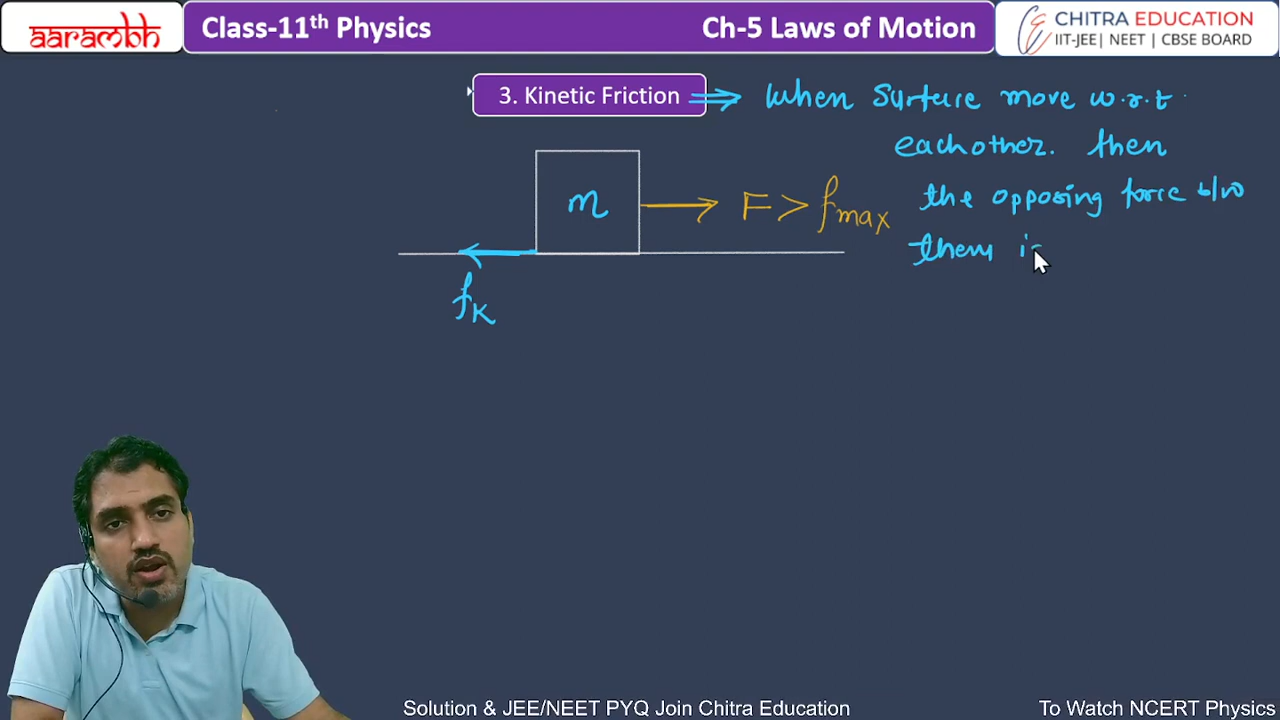 aarambh
Class-11th Physics
Ch-5 Laws of Motion
CHITRA EDUCATION
IIT-JEE| NEET | CBSE BOARD
3. Kinetic Friction ⇒ When Surface move w.r.t
eachother. then
the opposing force b/w
them is
m
F > fmax
fK
Solution & JEE/NEET PYQ Join Chitra Education
To Watch NCERT Physics